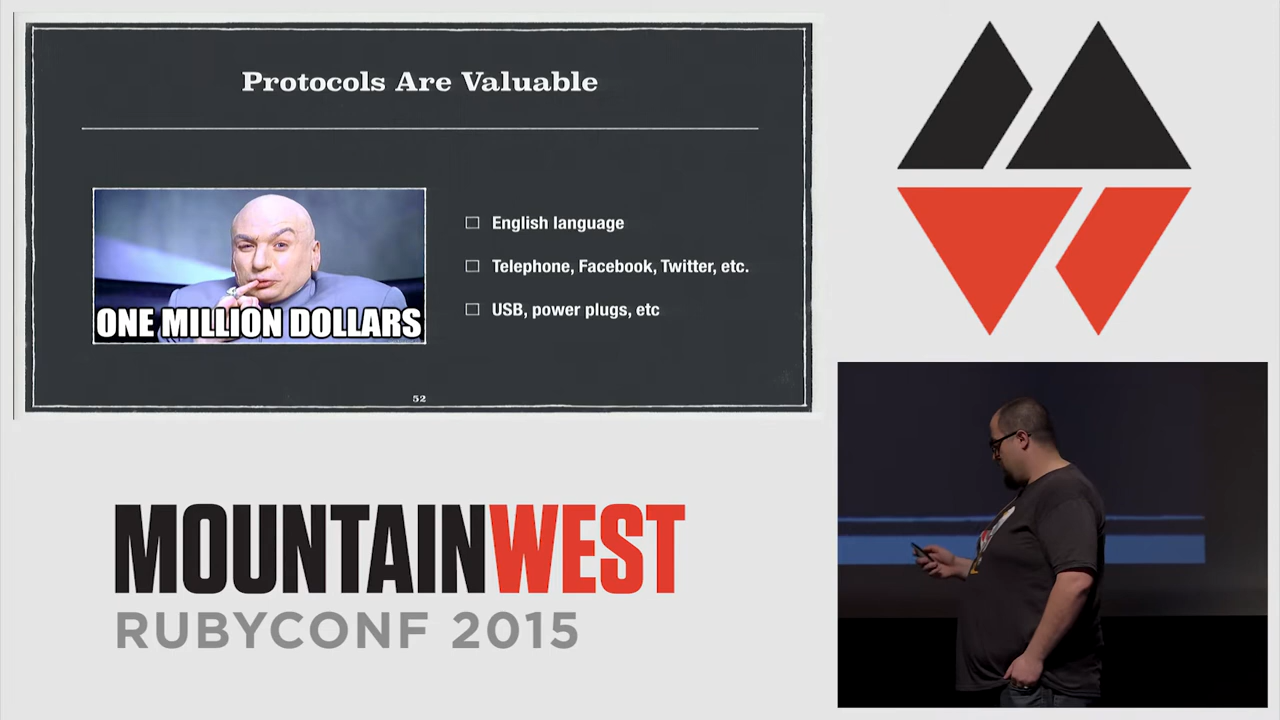 Protocols Are Valuable
ONE MILLION DOLLARS
English language
Telephone, Facebook, Twitter, etc.
USB, power plugs, etc
52
MOUNTAINWEST
RUBYCONF 2015